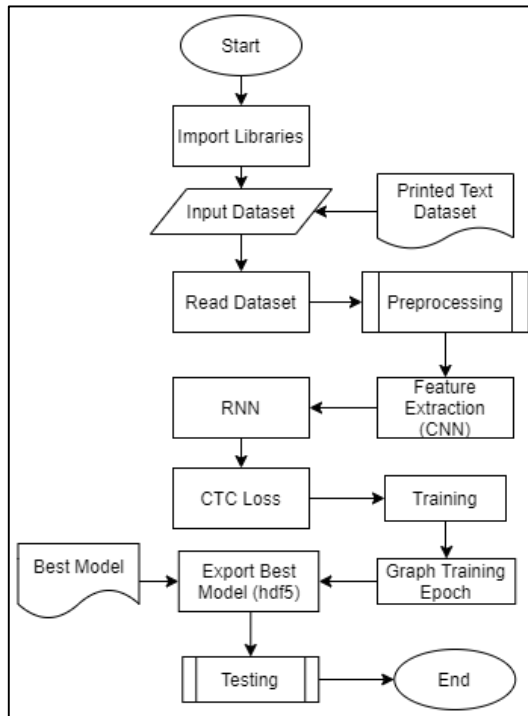 Start
Import Libraries
Input Dataset
Printed Text
Dataset
Read Dataset
Preprocessing
Feature
Extraction
(CNN)
RNN
CTC Loss
Training
Graph Training
Epoch
Export Best
Model (hdf5)
Best Model
Testing
End